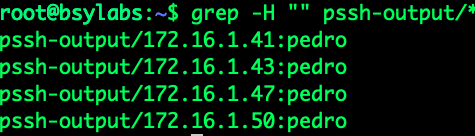 root@bsylabs:~$ grep -H "" pssh-output/*
pssh-output/172.16.1.41:pedro
pssh-output/172.16.1.43:pedro
pssh-output/172.16.1.47:pedro
pssh-output/172.16.1.50:pedro